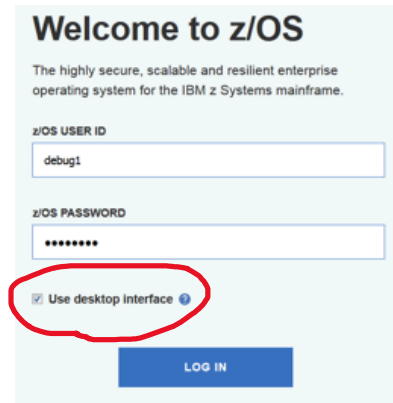 Welcome to z/OS
The highly secure, scalable and resilient enterprise
operating system for the IBM z Systems mainframe.
z/OS USER ID
debug1
z/OS PASSWORD
••••••••
Use desktop interface ?
LOG IN